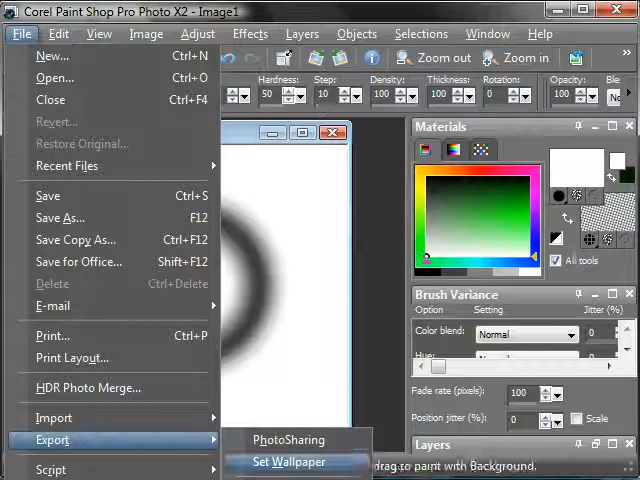 Corel Paint Shop Pro Photo X2 - Image1
File Edit View Image Adjust Effects Layers Objects Selections Window Help
Zoom out Zoom in
Hardness: Step: Density: Thickness: Rotation: Opacity: Ble
50 10 100 100 0 100 No
New... Ctrl+N
Open... Ctrl+O
Close Ctrl+F4
Revert...
Restore Original...
Recent Files
Save Ctrl+S
Save As... F12
Save Copy As... Ctrl+F12
Save for Office... Shift+F12
Delete Ctrl+Delete
E-mail
Print... Ctrl+P
Print Layout...
HDR Photo Merge...
Import
Export
Script
PhotoSharing
Set Wallpaper
Materials
All tools
Brush Variance
Option Setting Jitter (%)
Color blend: Normal 0
Hue: Normal
Fade rate (pixels): 100
Position jitter (%): 0 Scale
Layers
drag to paint with Background.